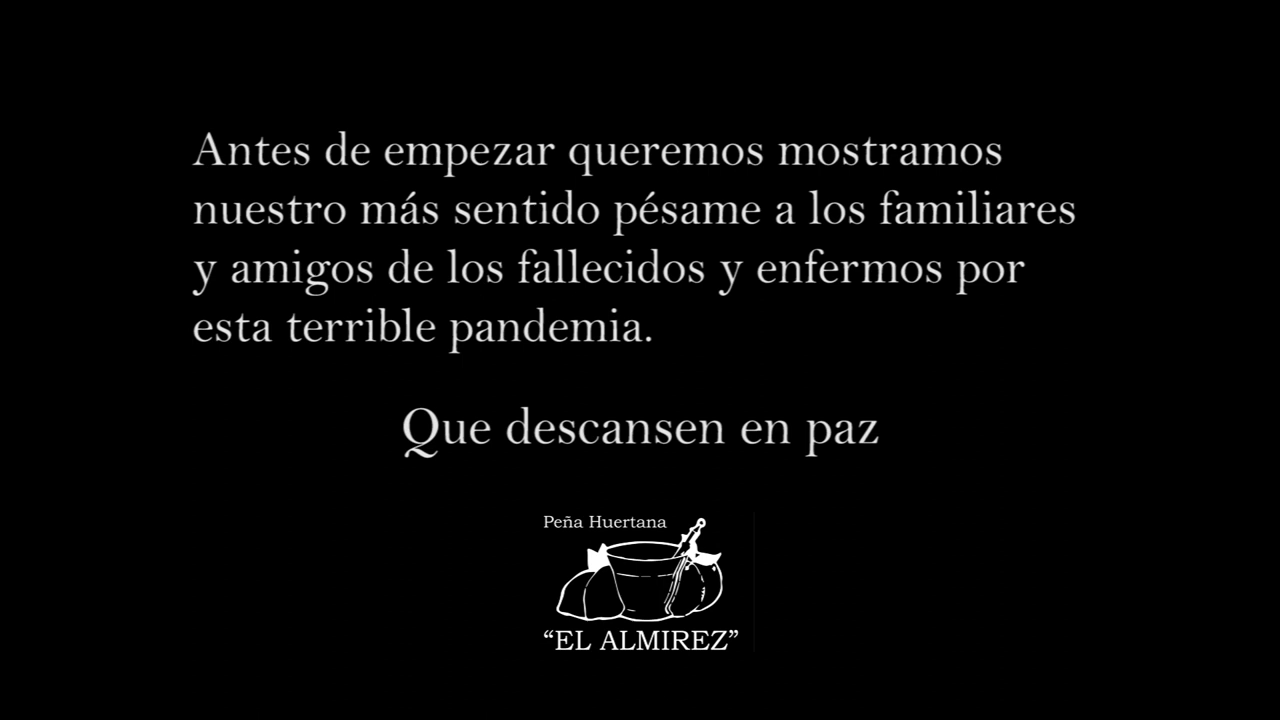 Antes de empezar queremos mostramos
nuestro más sentido pésame a los familiares
y amigos de los fallecidos y enfermos por
esta terrible pandemia.
Que descansen en paz
Peña Huertana
“EL ALMIREZ”